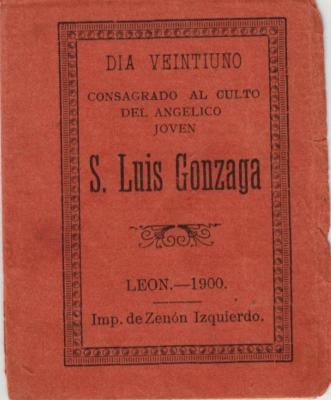 DIA VEINTIUNO
CONSAGRADO AL CULTO
DEL ANGELICO
JOVEN
S. Luis Gonzaga
LEON.—1900.
Imp. de Zenón Izquierdo.